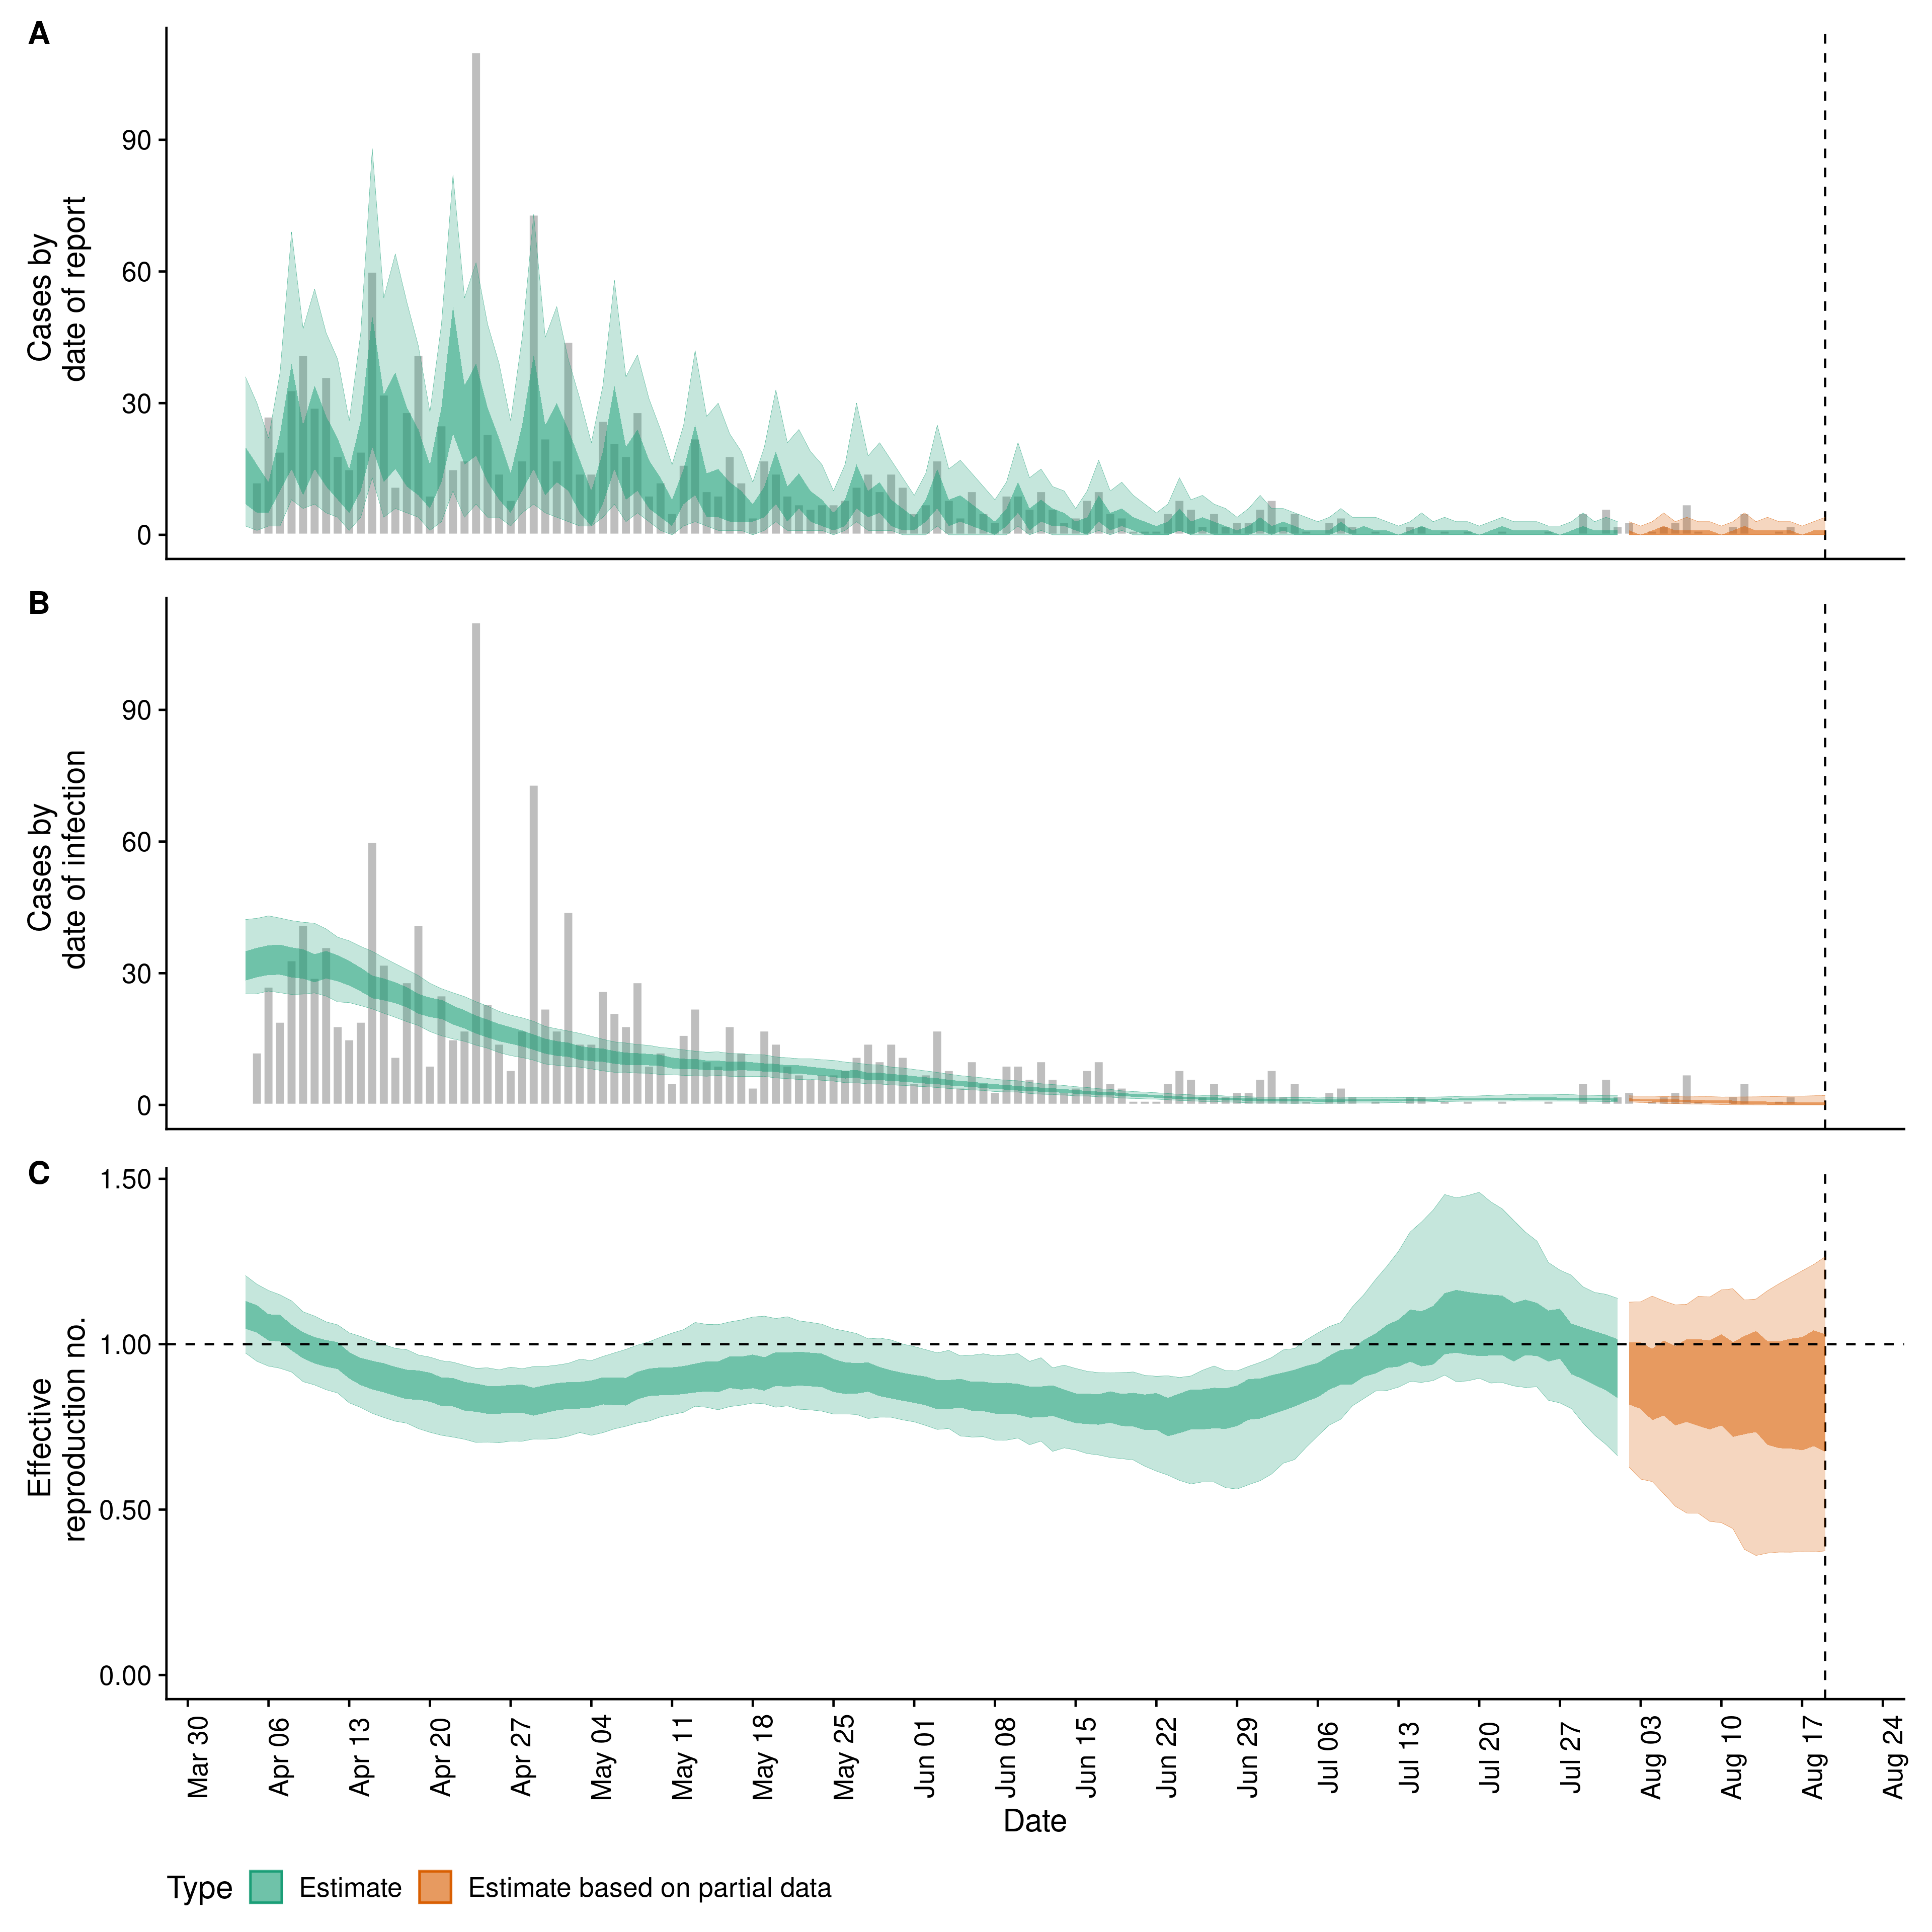 A
Cases by
date of report
90
60
30
0
B
Cases by
date of infection
90
60
30
0
C
Effective
reproduction no.
1.50
1.00
0.50
0.00
Mar 30
Apr 06
Apr 13
Apr 20
Apr 27
May 04
May 11
May 18
May 25
Jun 01
Jun 08
Jun 15
Jun 22
Jun 29
Jul 06
Jul 13
Jul 20
Jul 27
Aug 03
Aug 10
Aug 17
Aug 24
Date
Type Estimate Estimate based on partial data